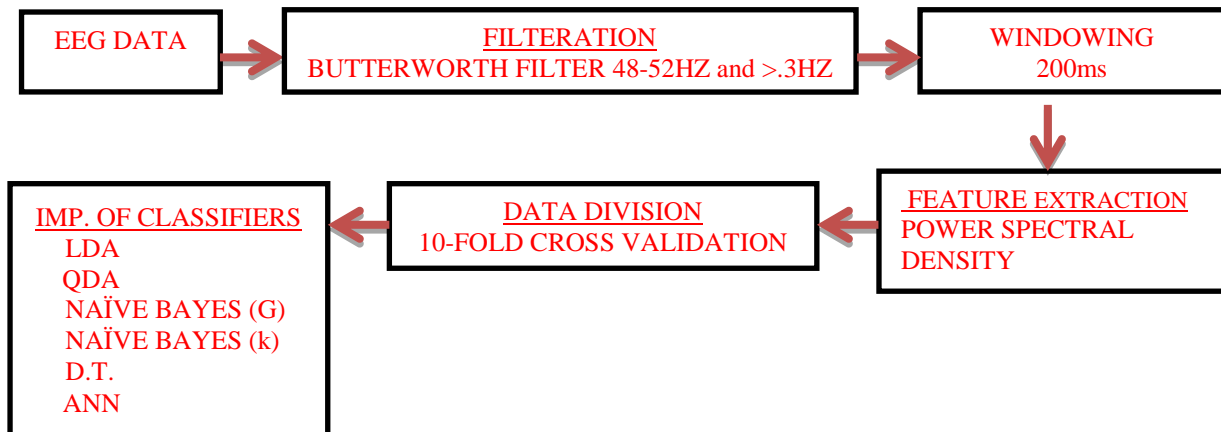 EEG DATA
FILTERATION
BUTTERWORTH FILTER 48-52HZ and >.3HZ
WINDOWING
200ms
FEATURE EXTRACTION
POWER SPECTRAL
DENSITY
DATA DIVISION
10-FOLD CROSS VALIDATION
IMP. OF CLASSIFIERS
LDA
QDA
NAÏVE BAYES (G)
NAÏVE BAYES (k)
D.T.
ANN